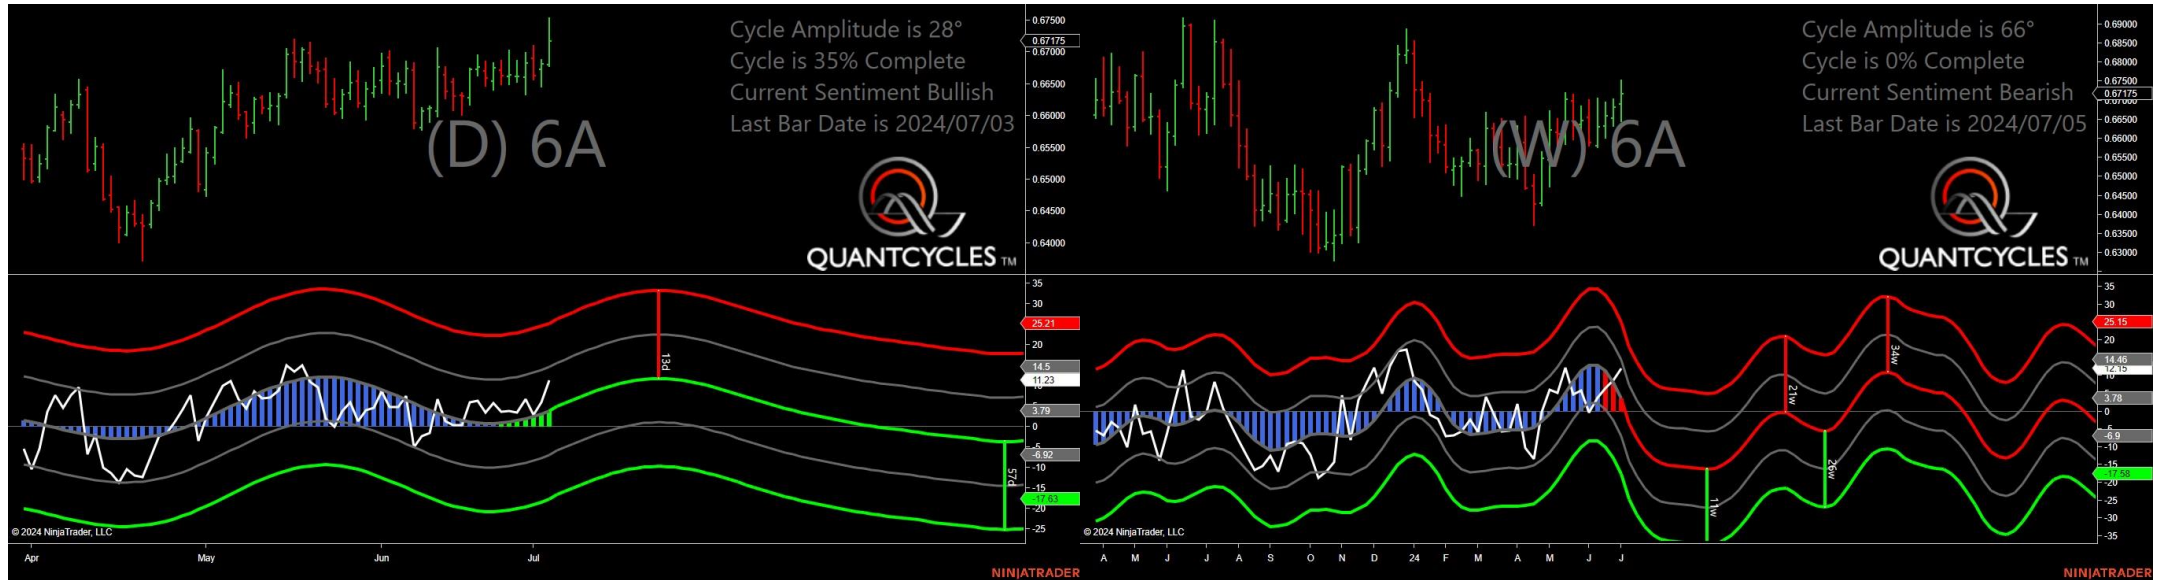 Cycle Amplitude is 28°
Cycle is 35% Complete
Current Sentiment Bullish
Last Bar Date is 2024/07/03
(D) 6A
QUANTCYCLES TM
0.67500
0.67175
0.67000
0.66500
0.66000
0.65500
0.65000
0.64500
0.64000
35
30
25.21
20
14.5
11.23
3.79
0
-5
-6.92
-10
-15
-17.63
-20
-25
13d
57d
© 2024 NinjaTrader, LLC
Apr May Jun Jul
NINJATRADER
Cycle Amplitude is 66°
Cycle is 0% Complete
Current Sentiment Bearish
Last Bar Date is 2024/07/05
(W) 6A
QUANTCYCLES TM
0.69000
0.68500
0.68000
0.67500
0.67175
0.67000
0.66500
0.66000
0.65500
0.65000
0.64500
0.64000
0.63500
0.63000
35
30
25.15
20
14.46
12.15
10
3.78
0
-6.9
-10
-15
-17.58
-20
-25
-30
-35
11w
21w
26w
34w
© 2024 NinjaTrader, LLC
A M J J A S O N D 24 F M A M J J
NINJATRADER